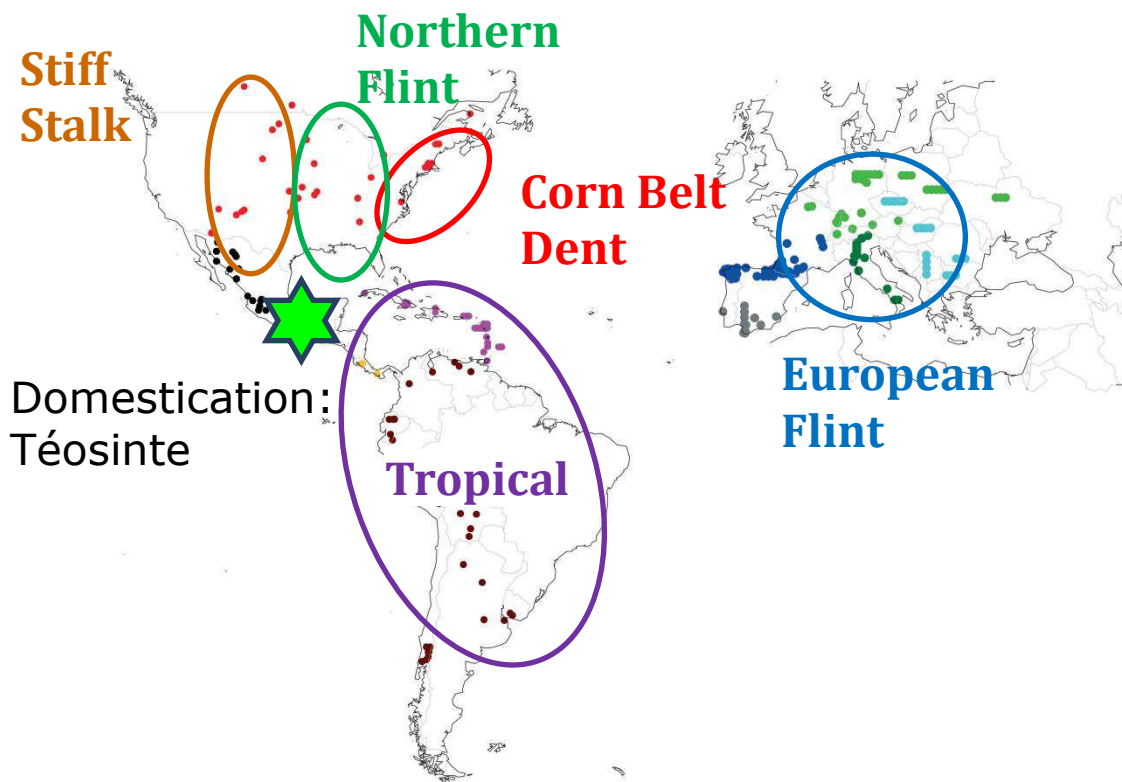 Stiff
Stalk
Northern
Flint
Corn Belt
Dent
Domestication:
Téosinte
Tropical
European
Flint